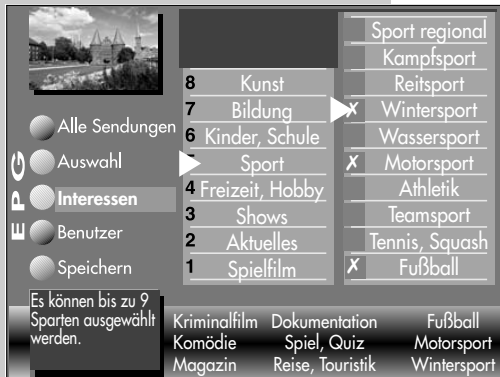 EPG
Alle Sendungen
Auswahl
Interessen
Benutzer
Speichern
8 Kunst
7 Bildung
6 Kinder, Schule
Sport
4 Freizeit, Hobby
3 Shows
2 Aktuelles
1 Spielfilm
Sport regional
Kampfsport
Reitsport
✗ Wintersport
Wassersport
✗ Motorsport
Athletik
Teamsport
Tennis, Squash
✗ Fußball
Es können bis zu 9
Sparten ausgewählt
werden.
Kriminalfilm Dokumentation Fußball
Komödie Spiel, Quiz Motorsport
Magazin Reise, Touristik Wintersport